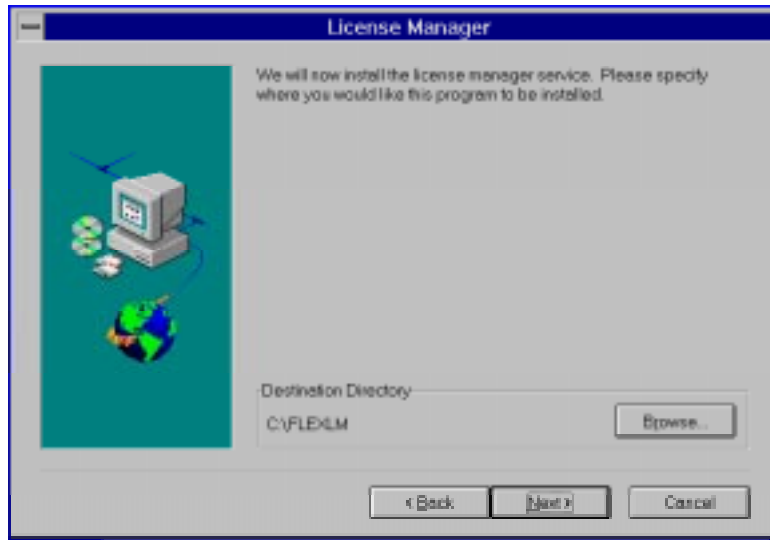 License Manager
We will now install the license manager service. Please specify
where you would like this program to be installed.
Destination Directory
C:\FLEXLM
Browse...
< Back
Next >
Cancel